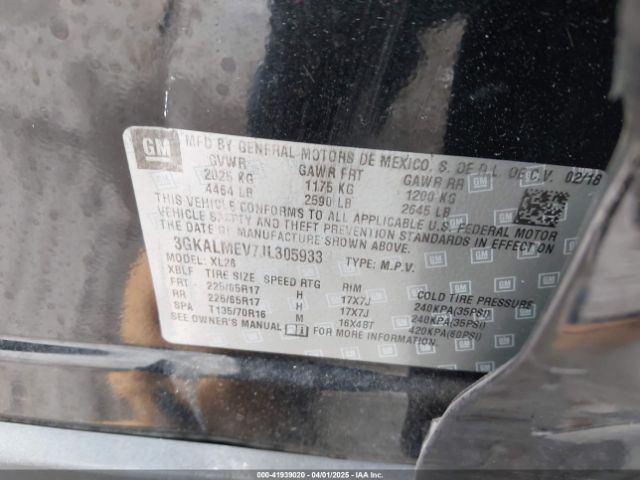 GM
MFD BY GENERAL MOTORS DE MEXICO, S. DE R.L. DE C.V. 02/18
GVWR GAWR FRT GAWR RR
2025 KG 1175 KG 1200 KG
4464 LB 2590 LB 2645 LB
THIS VEHICLE CONFORMS TO ALL APPLICABLE U.S. FEDERAL MOTOR
VEHICLE SAFETY AND THEFT PREVENTION STANDARDS IN EFFECT ON
THE DATE OF MANUFACTURE SHOWN ABOVE.
3GKALMEV7JL305933 TYPE: M.P.V.
MODEL: XL26
XBLF TIRE SIZE SPEED RTG RIM COLD TIRE PRESSURE
FRT 225/65R17 H 17X7J 240KPA(35PSI)
RR 225/65R17 H 17X7J 240KPA(35PSI)
SPA T135/70R16 M 16X4BT 420KPA(60PSI)
SEE OWNER'S MANUAL FOR MORE INFORMATION.
000-41939020 04/01/2025 IAAI.COM